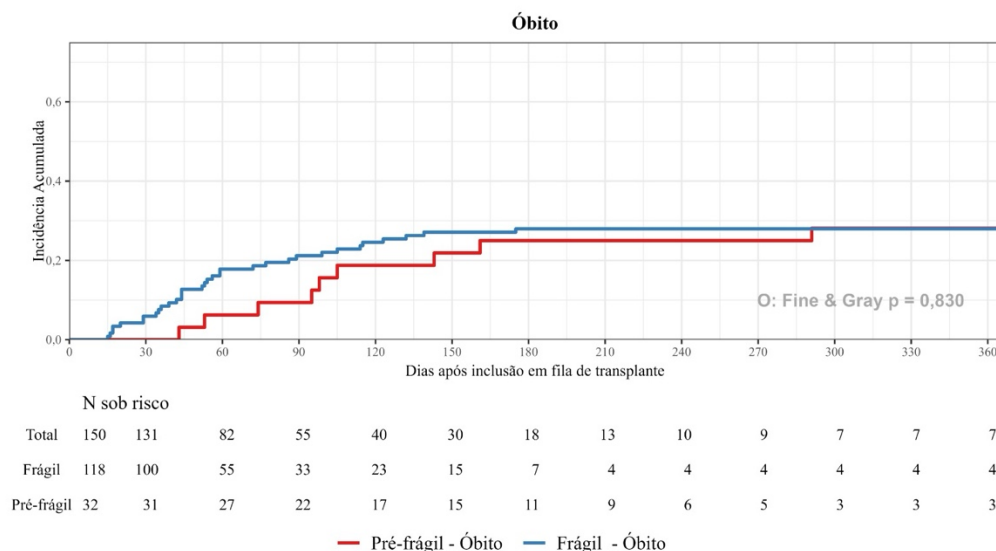 Óbito
Incidência Acumulada
0,6
0,4
0,2
0,0
O: Fine & Gray p = 0,830
0 30 60 90 120 150 180 210 240 270 300 330 360
Dias após inclusão em fila de transplante
N sob risco
Total 150 131 82 55 40 30 18 13 10 9 7 7 7
Frágil 118 100 55 33 23 15 7 4 4 4 4 4 4
Pré-frágil 32 31 27 22 17 15 11 9 6 5 3 3 3
Pré-frágil - Óbito Frágil - Óbito